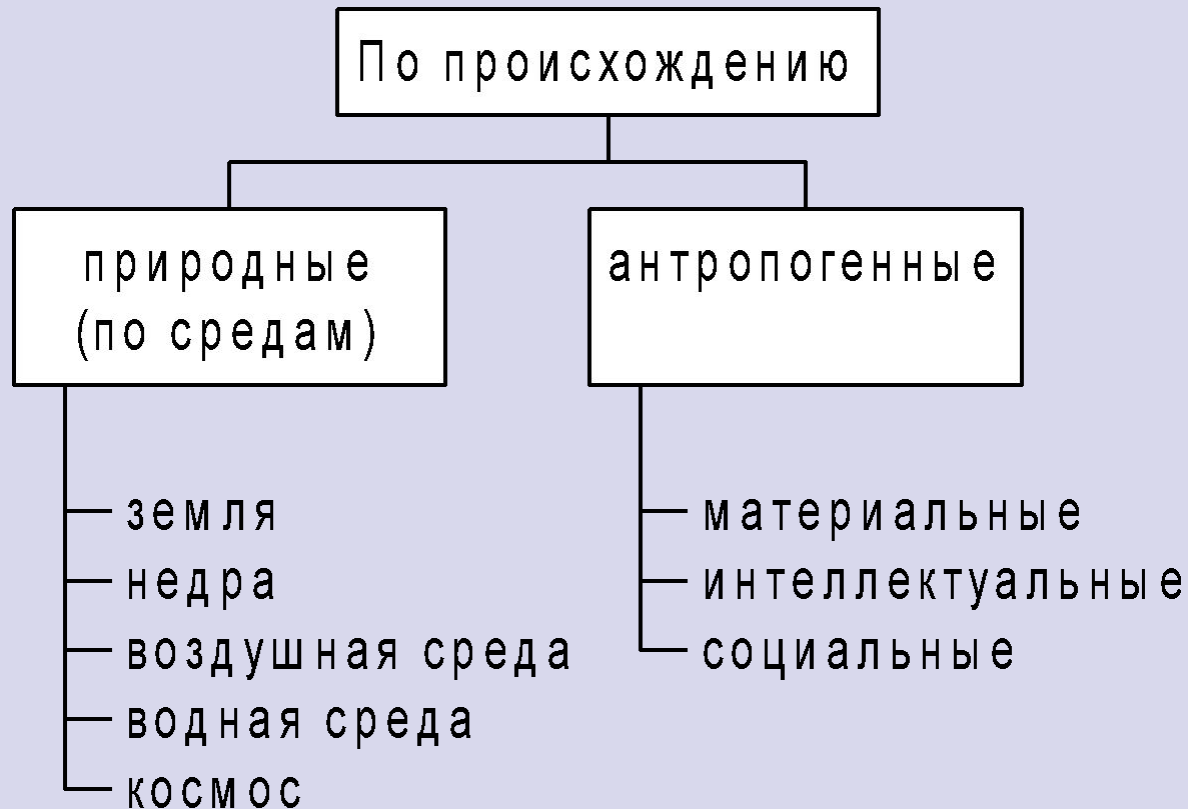 По происхождению
природные
(по средам)
антропогенные
земля
недра
воздушная среда
водная среда
космос
материальные
интеллектуальные
социальные